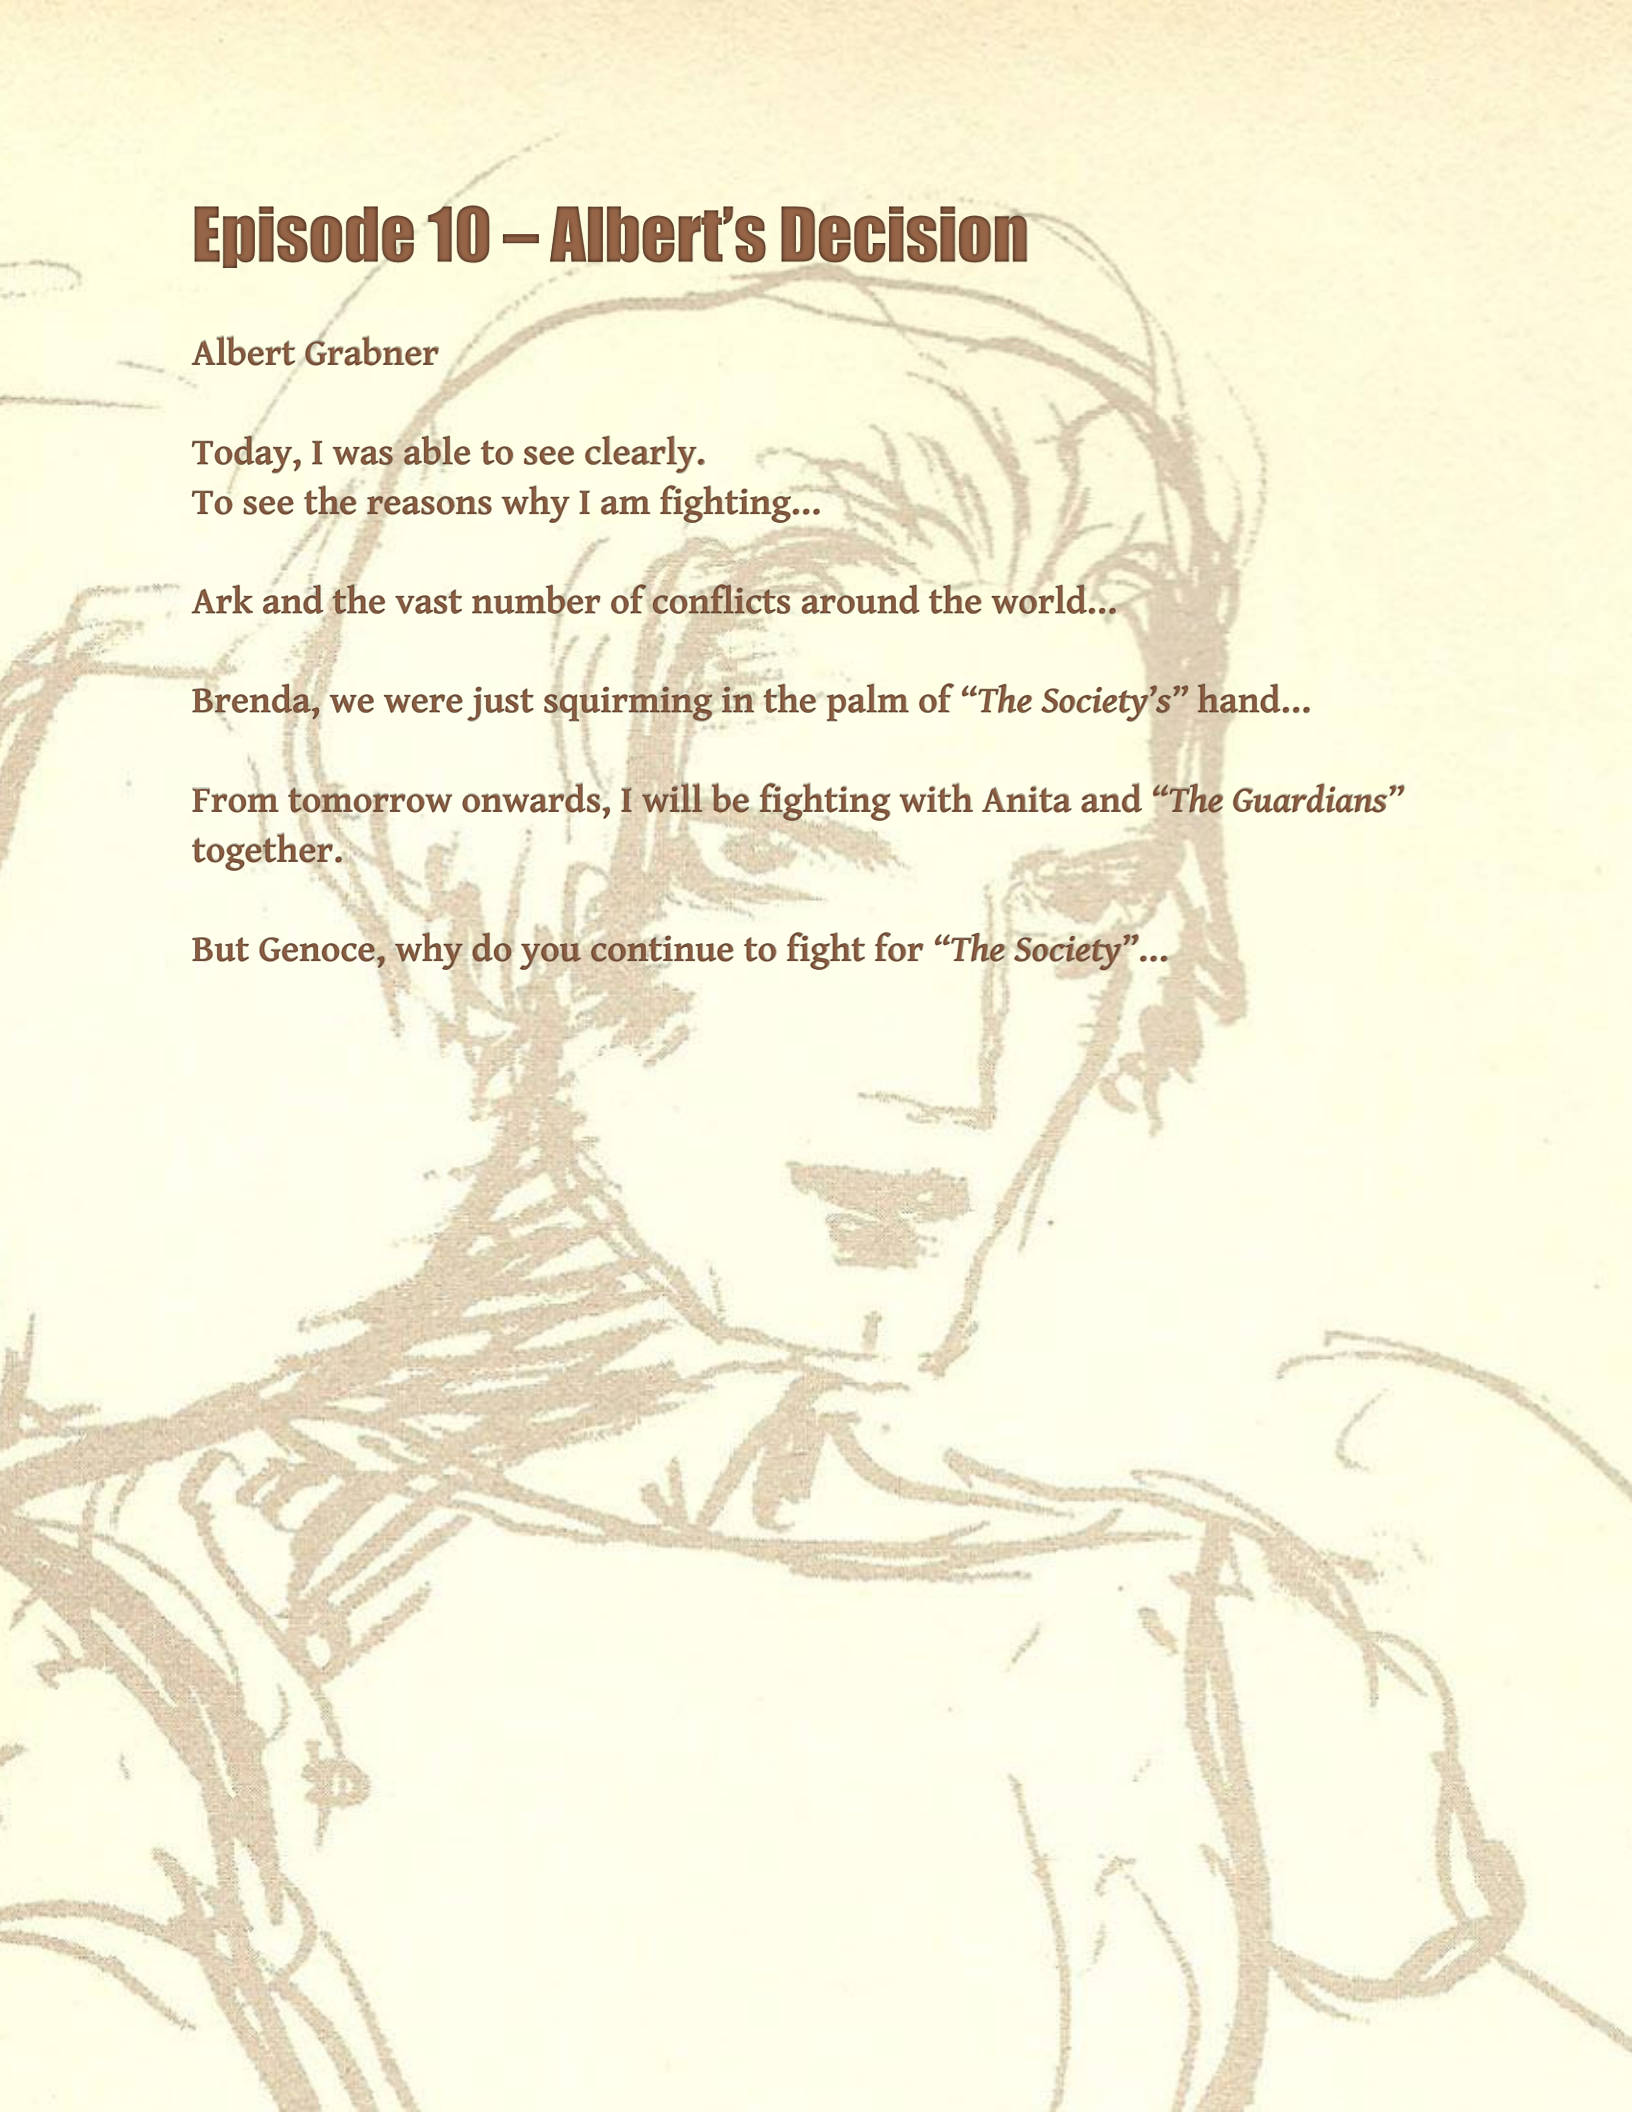 Episode 10 – Albert’s Decision
Albert Grabner
Today, I was able to see clearly.
To see the reasons why I am fighting...
Ark and the vast number of conflicts around the world...
Brenda, we were just squirming in the palm of “The Society’s” hand...
From tomorrow onwards, I will be fighting with Anita and “The Guardians”
together.
But Genoce, why do you continue to fight for “The Society”...